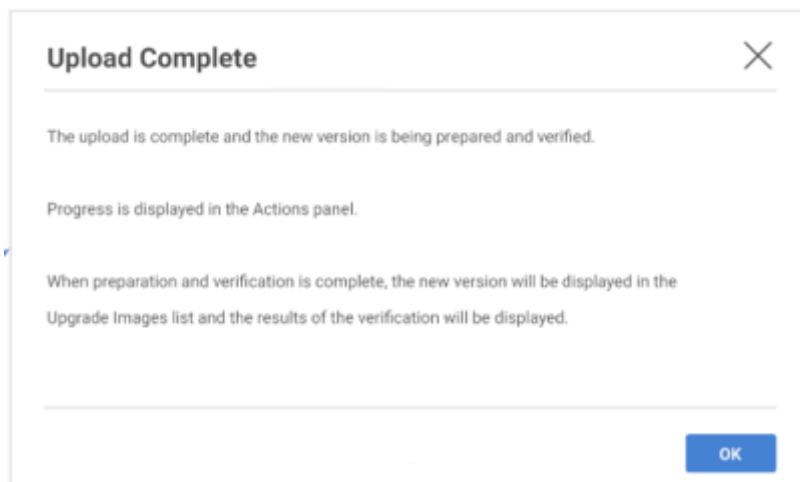 Upload Complete
The upload is complete and the new version is being prepared and verified.
Progress is displayed in the Actions panel.
When preparation and verification is complete, the new version will be displayed in the
Upgrade Images list and the results of the verification will be displayed.
OK